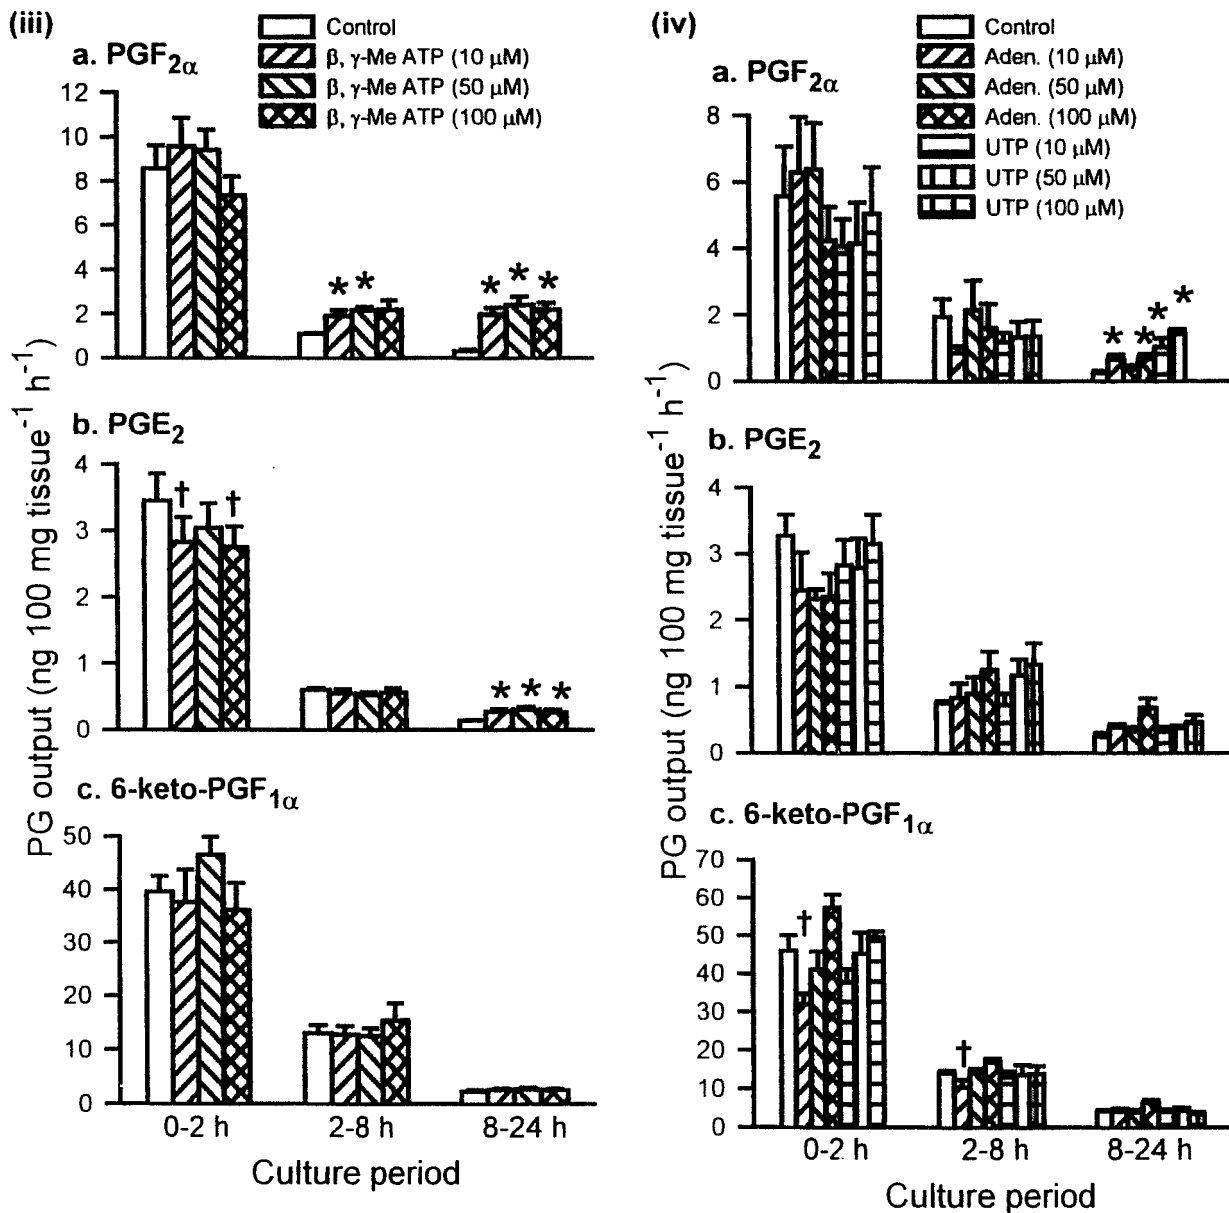 (iii)
Control
β, γ-Me ATP (10 μM)
β, γ-Me ATP (50 μM)
β, γ-Me ATP (100 μM)
a. PGF2α
12
10
8
6
4
2
0
* *
* * *
b. PGE2
4
3
2
1
0
† †
* * *
c. 6-keto-PGF1α
50
40
30
20
10
0
0-2 h 2-8 h 8-24 h
Culture period
PG output (ng 100 mg tissue-1 h-1)
(iv)
Control
Aden. (10 μM)
Aden. (50 μM)
Aden. (100 μM)
UTP (10 μM)
UTP (50 μM)
UTP (100 μM)
a. PGF2α
8
6
4
2
0
* * * *
b. PGE2
4
3
2
1
0
c. 6-keto-PGF1α
70
60
50
40
30
20
10
0
†
†
0-2 h 2-8 h 8-24 h
Culture period
PG output (ng 100 mg tissue-1 h-1)